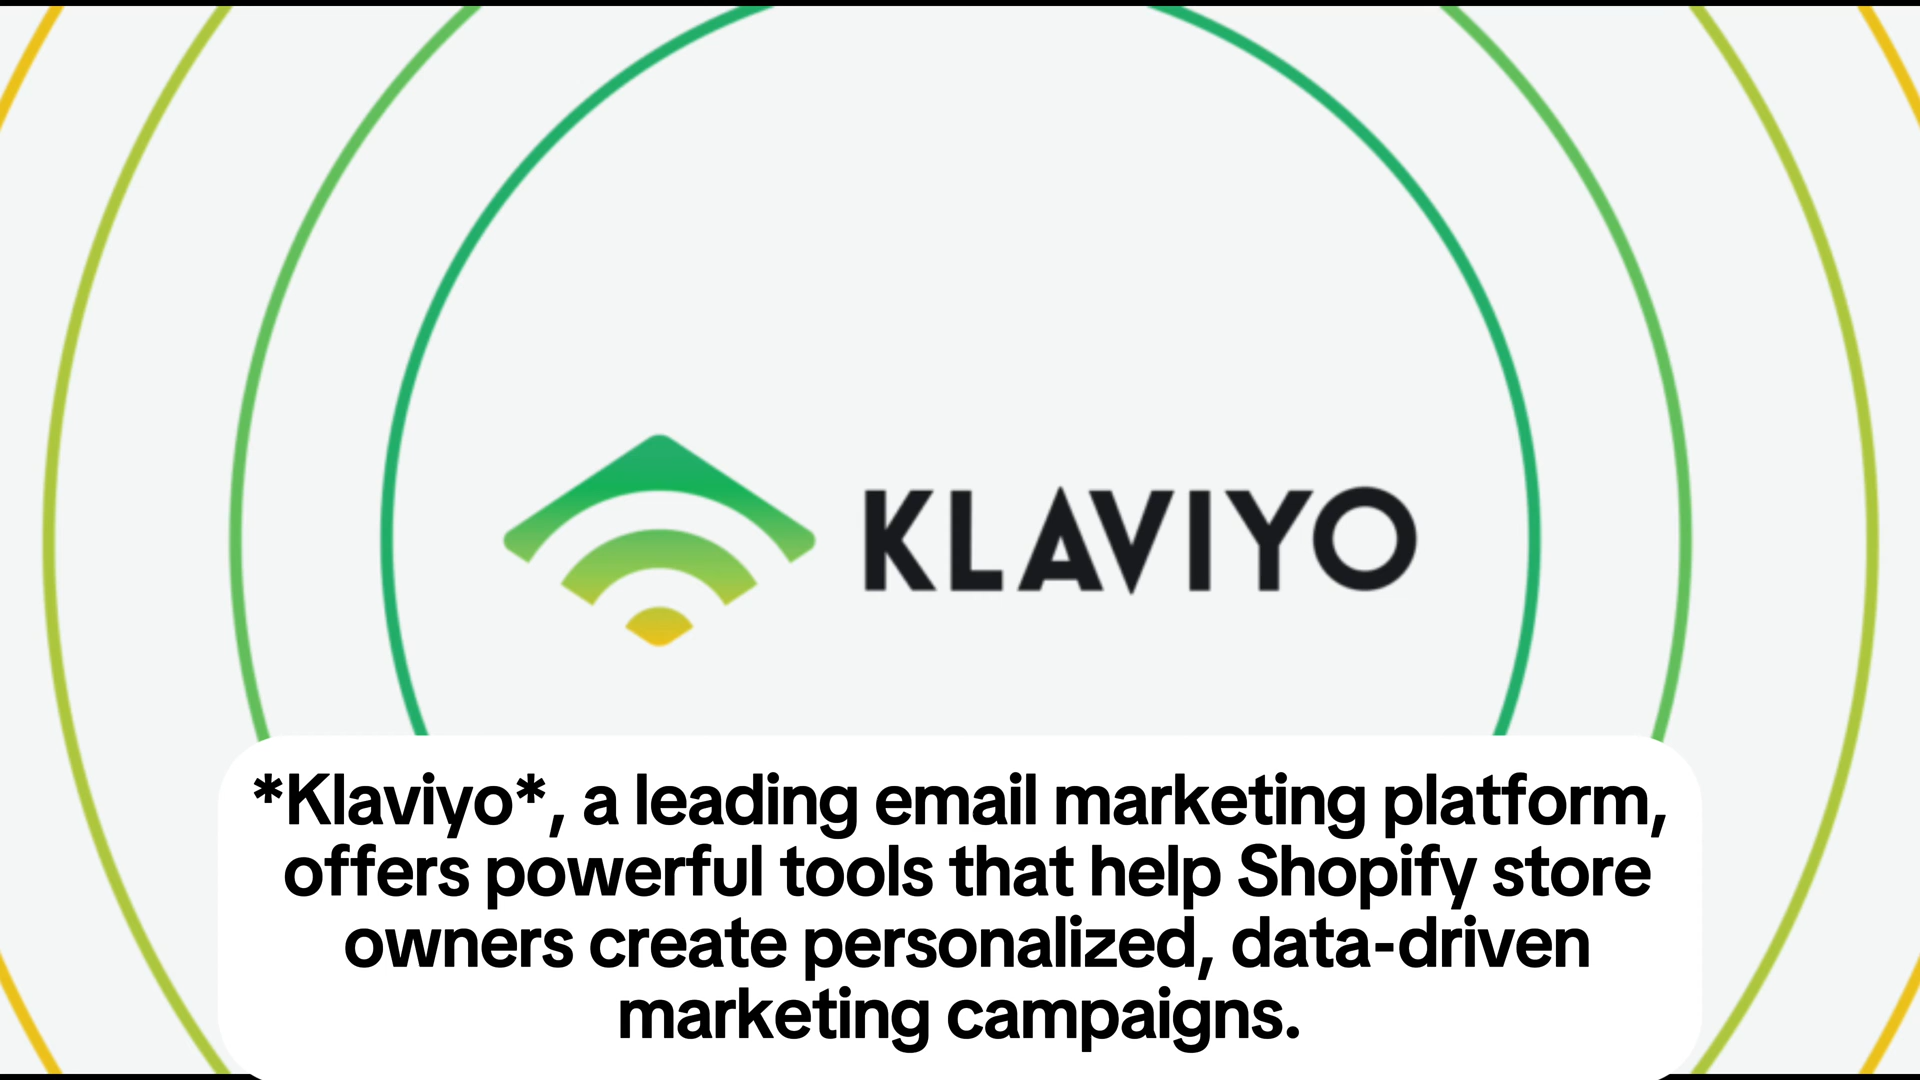 KLAVIYO
*Klaviyo*, a leading email marketing platform,
offers powerful tools that help Shopify store
owners create personalized, data-driven
marketing campaigns.